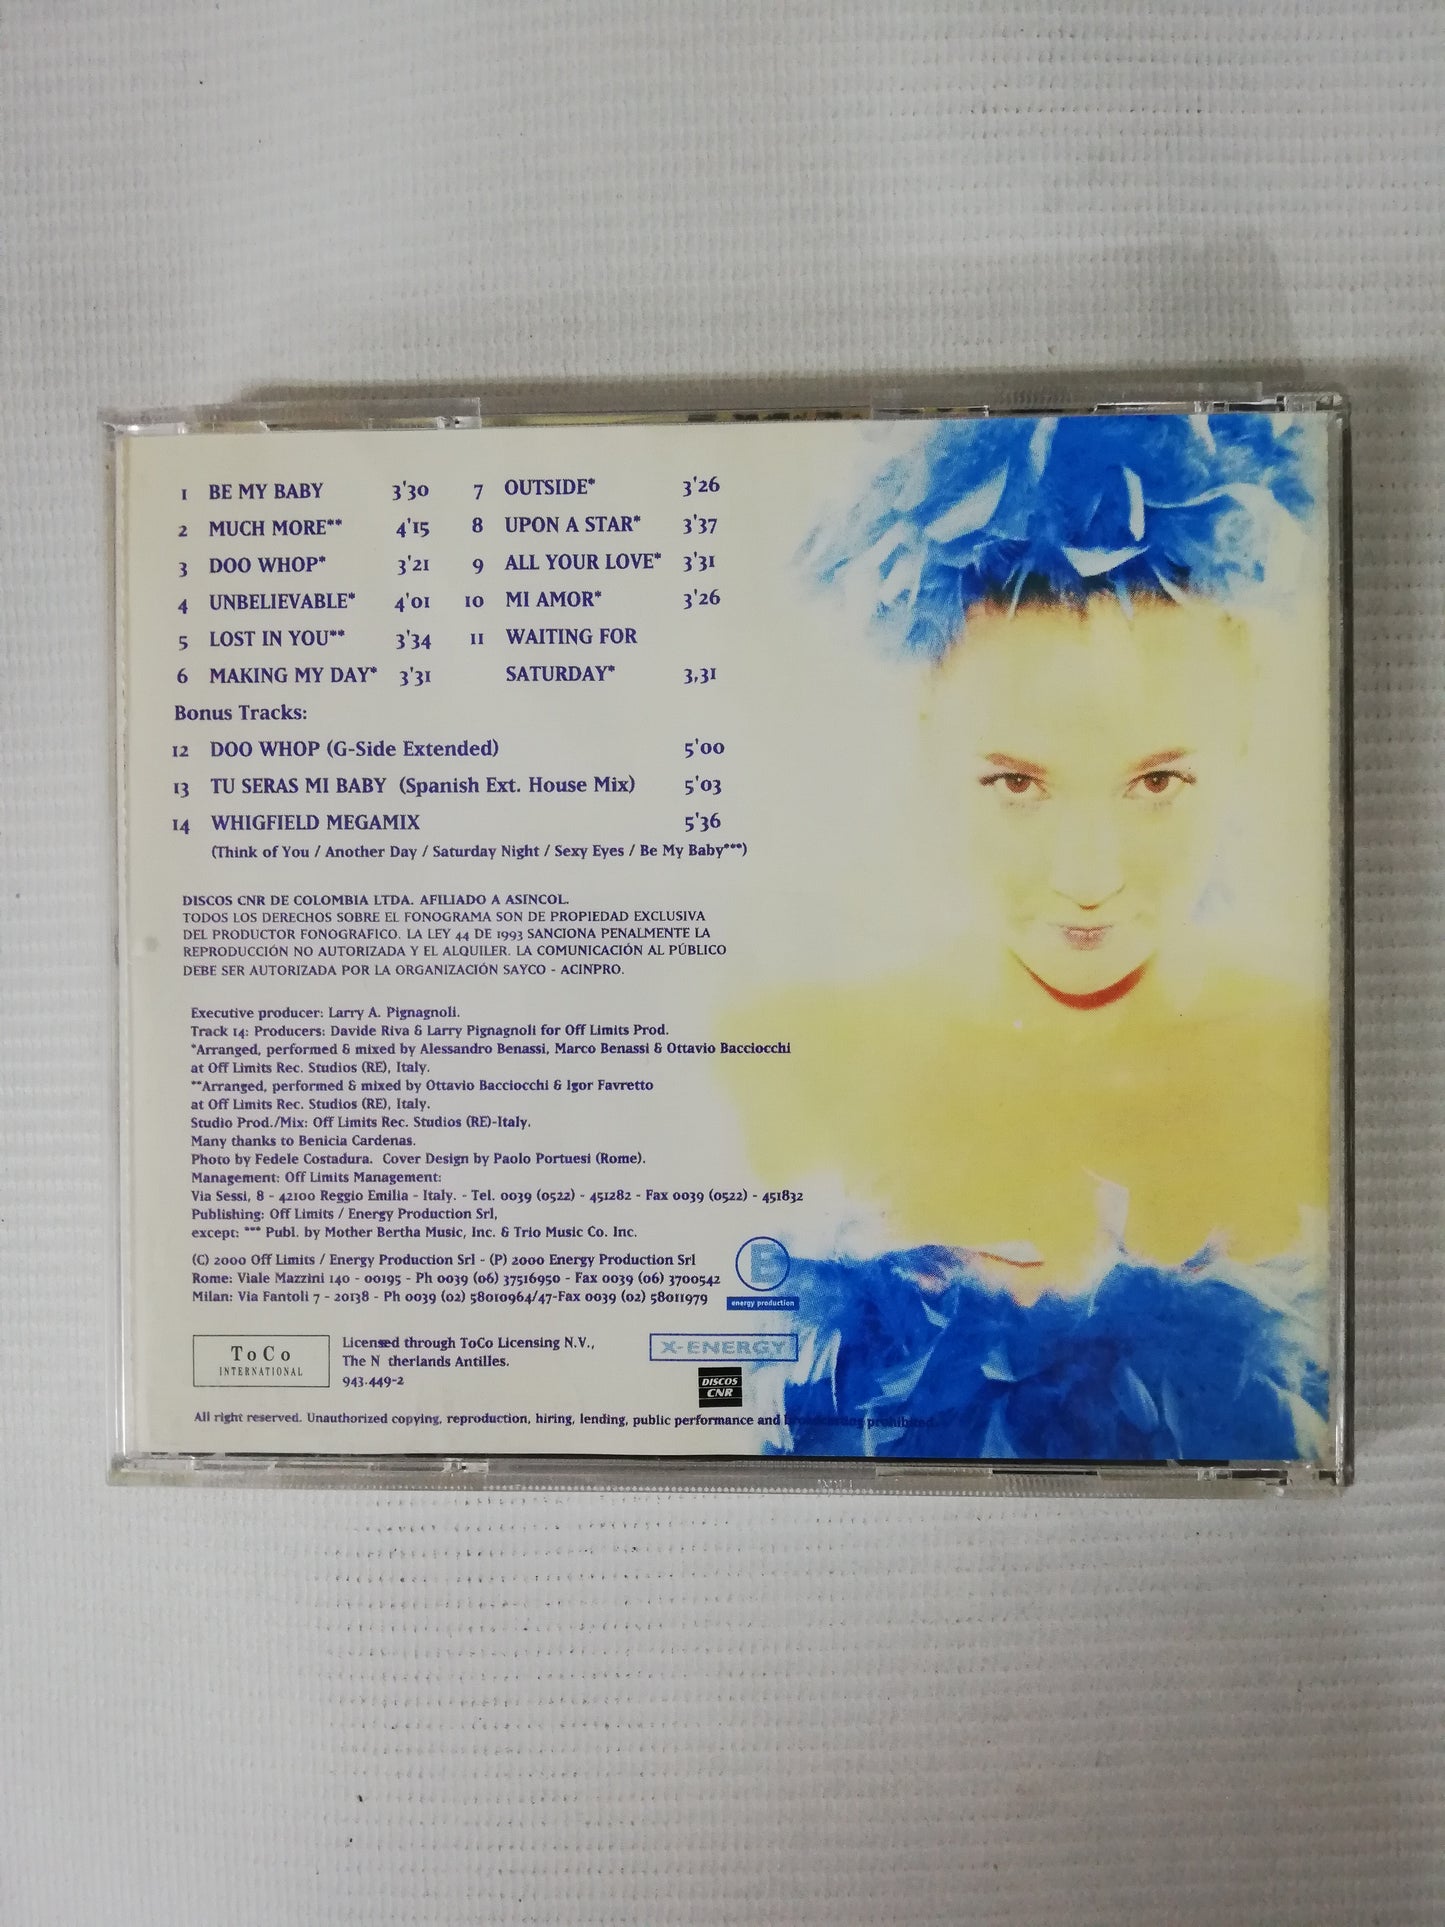 1 BE MY BABY 3'30
2 MUCH MORE** 4'15
3 DOO WHOP* 3'21
4 UNBELIEVABLE* 4'01
5 LOST IN YOU** 3'34
6 MAKING MY DAY* 3'31
7 OUTSIDE* 3'26
8 UPON A STAR* 3'37
9 ALL YOUR LOVE* 3'31
10 MI AMOR* 3'26
11 WAITING FOR
SATURDAY* 3,31
Bonus Tracks:
12 DOO WHOP (G-Side Extended) 5'00
13 TU SERAS MI BABY (Spanish Ext. House Mix) 5'03
14 WHIGFIELD MEGAMIX 5'36
(Think of You / Another Day / Saturday Night / Sexy Eyes / Be My Baby***)
DISCOS CNR DE COLOMBIA LTDA. AFILIADO A ASINCOL.
TODOS LOS DERECHOS SOBRE EL FONOGRAMA SON DE PROPIEDAD EXCLUSIVA
DEL PRODUCTOR FONOGRAFICO. LA LEY 44 DE 1993 SANCIONA PENALMENTE LA
REPRODUCCIÓN NO AUTORIZADA Y EL ALQUILER. LA COMUNICACIÓN AL PÚBLICO
DEBE SER AUTORIZADA POR LA ORGANIZACIÓN SAYCO - ACINPRO.
Executive producer: Larry A. Pignagnoli.
Track 14: Producers: Davide Riva & Larry Pignagnoli for Off Limits Prod.
*Arranged, performed & mixed by Alessandro Benassi, Marco Benassi & Ottavio Bacciocchi
at Off Limits Rec. Studios (RE), Italy.
**Arranged, performed & mixed by Ottavio Bacciocchi & Igor Favretto
at Off Limits Rec. Studios (RE), Italy.
Studio Prod./Mix: Off Limits Rec. Studios (RE)-Italy.
Many thanks to Benicia Cardenas.
Photo by Fedele Costadura. Cover Design by Paolo Portuesi (Rome).
Management: Off Limits Management:
Via Sessi, 8 - 42100 Reggio Emilia - Italy. - Tel. 0039 (0522) - 451282 - Fax 0039 (0522) - 451832
Publishing: Off Limits / Energy Production Srl,
except: *** Publ. by Mother Bertha Music, Inc. & Trio Music Co. Inc.
(C) 2000 Off Limits / Energy Production Srl - (P) 2000 Energy Production Srl
Rome: Viale Mazzini 140 - 00195 - Ph 0039 (06) 37516950 - Fax 0039 (06) 3700542
Milan: Via Fantoli 7 - 20138 - Ph 0039 (02) 58010964/47-Fax 0039 (02) 58011979
E
energy production
ToCo
INTERNATIONAL
Licensed through ToCo Licensing N.V.,
The N therlands Antilles.
943.449-2
X-ENERGY
DISCOS
CNR
All right reserved. Unauthorized copying, reproduction, hiring, lending, public performance and broadcasting prohibited.